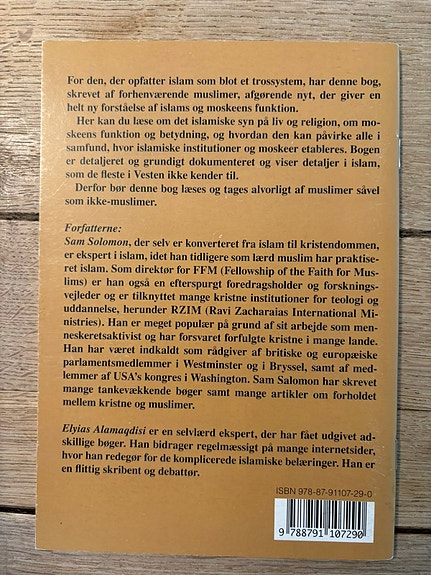 For den, der opfatter islam som blot et trossystem, har denne bog,
skrevet af forhenværende muslimer, afgørende nyt, der giver en
helt ny forståelse af islams og moskeens funktion.
Her kan du læse om det islamiske syn på liv og religion, om mo-
skeens funktion og betydning, og hvordan den kan påvirke alle i
samfund, hvor islamiske institutioner og moskeer etableres. Bogen
er detaljeret og grundigt dokumenteret og viser detaljer i islam,
som de fleste i Vesten ikke kender til.
Derfor bør denne bog læses og tages alvorligt af muslimer såvel
som ikke-muslimer.
Forfatterne:
Sam Solomon, der selv er konverteret fra islam til kristendommen,
er ekspert i islam, idet han tidligere som lærd muslim har praktise-
ret islam. Som direktør for FFM (Fellowship of the Faith for Mus-
lims) er han også en efterspurgt foredragsholder og forsknings-
vejleder og er tilknyttet mange kristne institutioner for teologi og
uddannelse, herunder RZIM (Ravi Zacharaias International Mi-
nistries). Han er meget populær på grund af sit arbejde som men-
neskeretsaktivist og har forsvaret forfulgte kristne i mange lande.
Han har været indkaldt som rådgiver af britiske og europæiske
parlamentsmedlemmer i Westminster og i Bryssel, samt af med-
lemmer af USA's kongres i Washington. Sam Salomon har skrevet
mange tankevækkende bøger samt mange artikler om forholdet
mellem kristne og muslimer.
Elyias Alamaqdisi er en selvlærd ekspert, der har fået udgivet ad-
skillige bøger. Han bidrager regelmæssigt på mange internetsider,
hvor han redegør for de komplicerede islamiske belæringer. Han er
en flittig skribent og debattør.
ISBN 978-87-91107-29-0
9 788791 107290